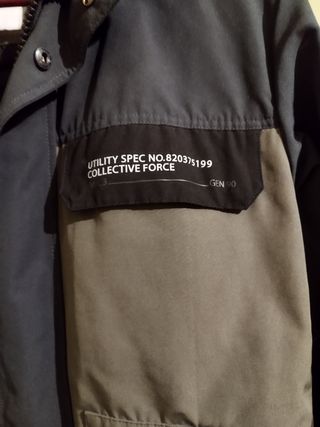 UTILITY SPEC NO.820375199
COLLECTIVE FORCE
GEN 90